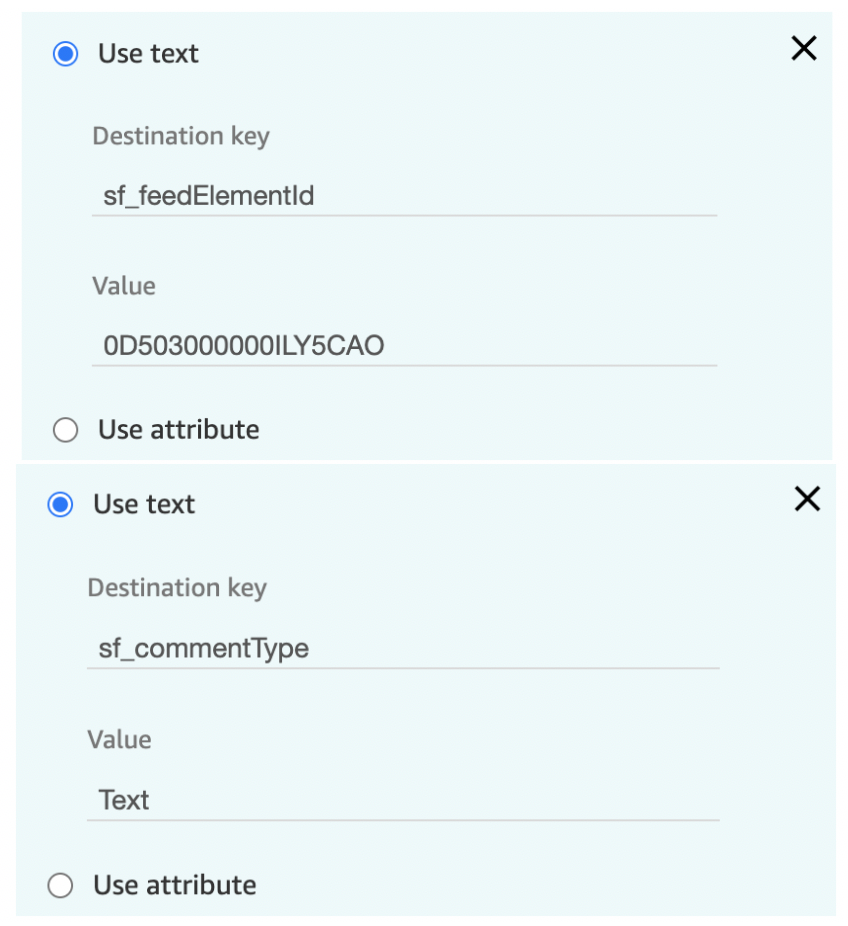 Use text
Destination key
sf_feedElementId
Value
0D503000000ILY5CAO
Use attribute
Use text
Destination key
sf_commentType
Value
Text
Use attribute